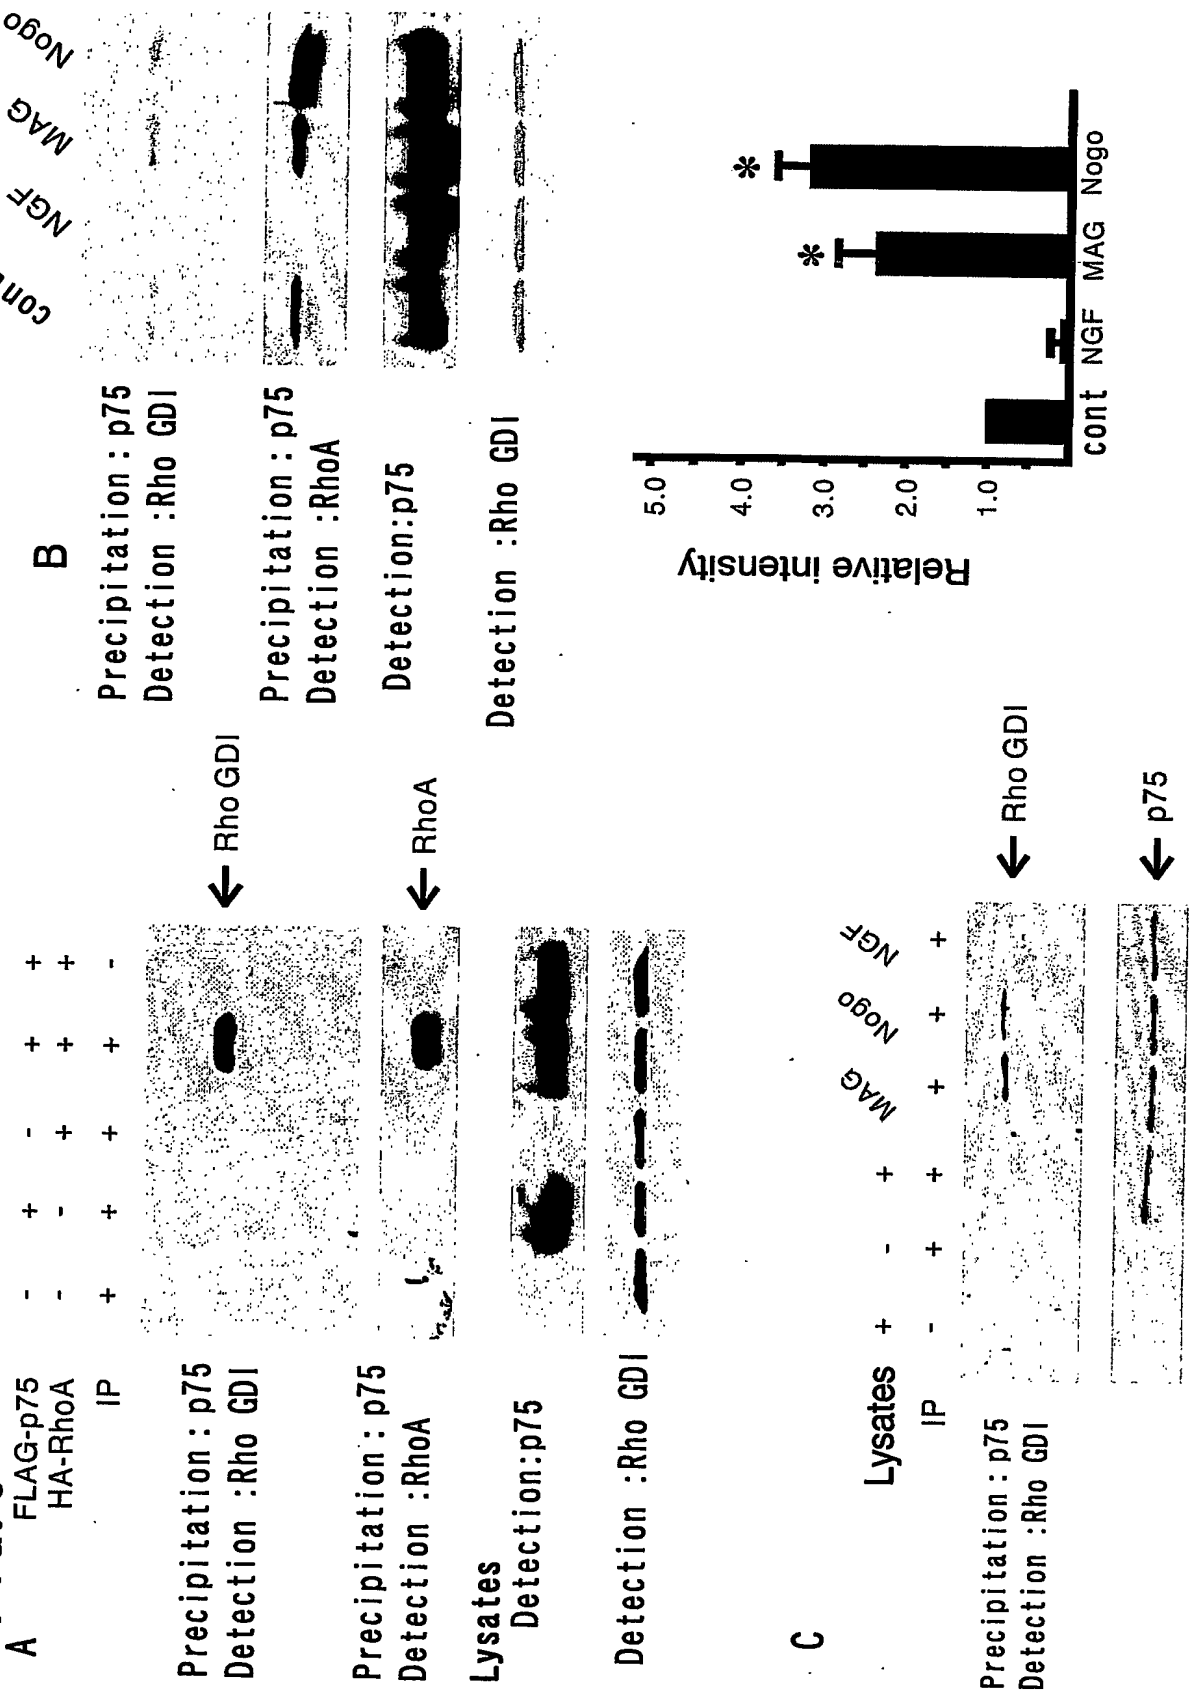 A
FLAG-p75 - + - + +
HA-RhoA - - + + +
IP + + + + -
Precipitation:p75
Detection :Rho GDI
← Rho GDI
Precipitation:p75
Detection :RhoA
← RhoA
Lysates
Detection:p75
Detection :Rho GDI
B
NGF MAG Nogo
Precipitation:p75
Detection :Rho GDI
Precipitation:p75
Detection :RhoA
Detection:p75
Detection :Rho GDI
Relative intensity
5.0
4.0
3.0
2.0
1.0
* *
cont NGF MAG Nogo
C
MAG Nogo NGF
Lysates + - +
IP - + + + + +
Precipitation:p75
Detection :Rho GDI
← Rho GDI
← p75